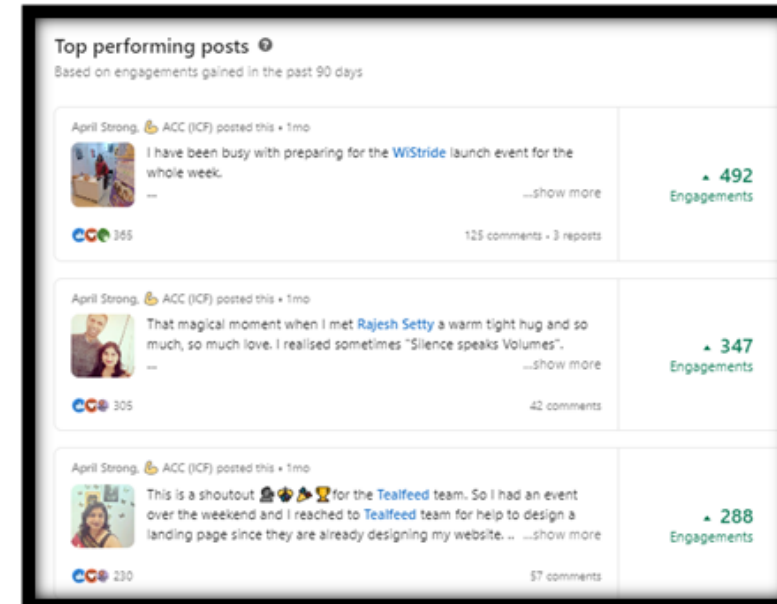 Top performing posts
Based on engagements gained in the past 90 days
April Strong, 💪 ACC (ICF) posted this • 1mo
I have been busy with preparing for the WiStride launch event for the
whole week.
...
...show more
365
125 comments • 3 reposts
492
Engagements
April Strong, 💪 ACC (ICF) posted this • 1mo
That magical moment when I met Rajesh Setty a warm tight hug and so
much, so much love. I realised sometimes "Silence speaks Volumes".
...
...show more
305
42 comments
347
Engagements
April Strong, 💪 ACC (ICF) posted this • 1mo
This is a shoutout for the Tealfeed team. So I had an event
over the weekend and I reached to Tealfeed team for help to design a
landing page since they are already designing my website. .. ...show more
230
57 comments
288
Engagements